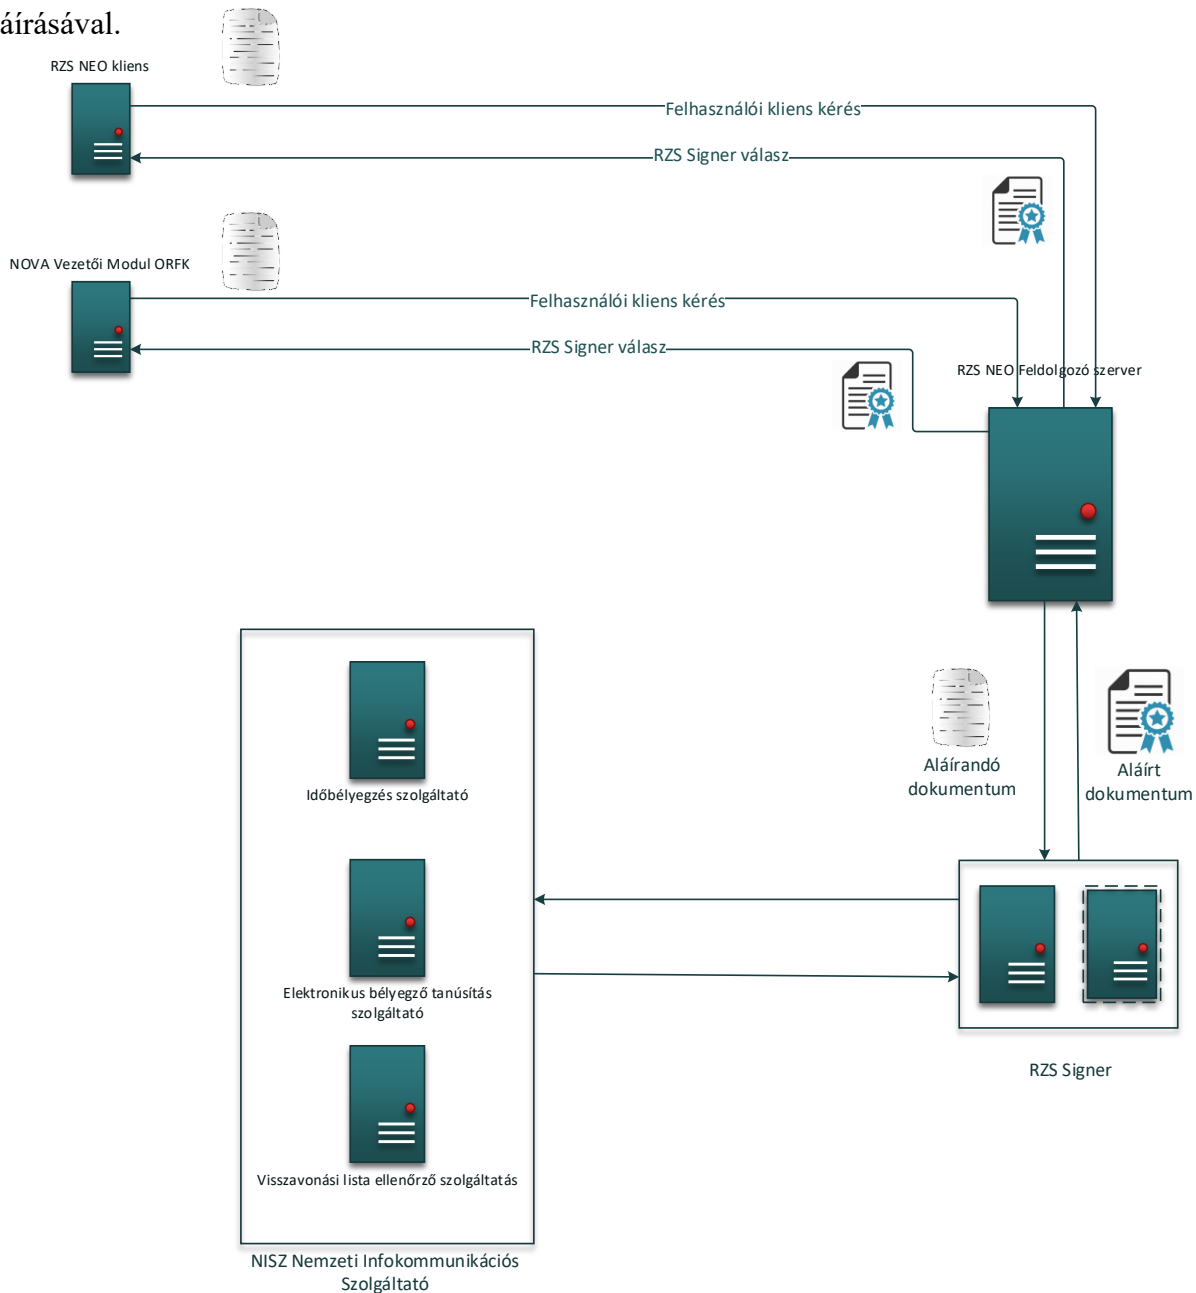 áírásával.
RZS NEO kliens
Felhasználói kliens kérés
RZS Signer válasz
NOVA Vezetői Modul ORFK
Felhasználói kliens kérés
RZS Signer válasz
RZS NEO Feldolgozó szerver
Aláírandó
dokumentum
Aláírt
dokumentum
Időbélyegzés szolgáltató
Elektronikus bélyegző tanúsítás
szolgáltató
RZS Signer
Visszavonási lista ellenőrző szolgáltatás
NISZ Nemzeti Infokommunikációs
Szolgáltató